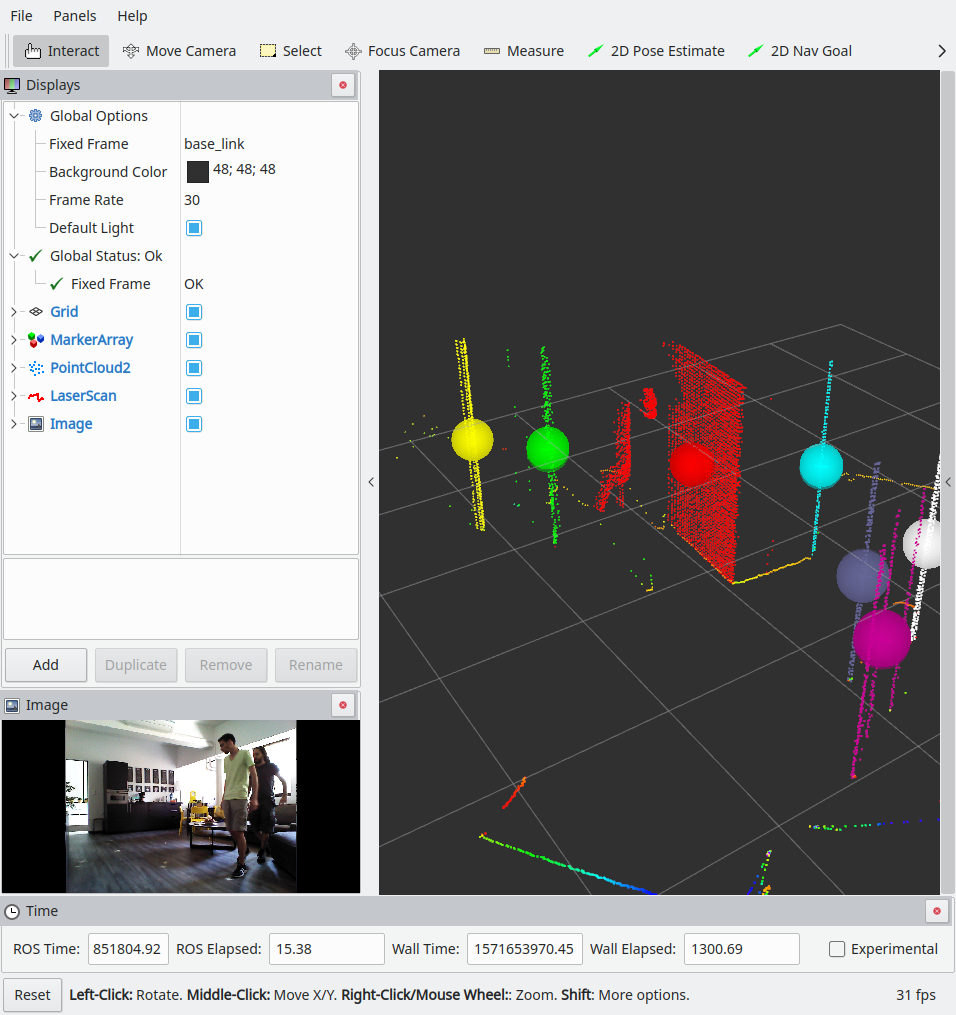 File Panels Help
Interact Move Camera Select Focus Camera Measure 2D Pose Estimate 2D Nav Goal
Displays
Global Options
Fixed Frame base_link
Background Color 48; 48; 48
Frame Rate 30
Default Light
Global Status: Ok
Fixed Frame OK
Grid
MarkerArray
PointCloud2
LaserScan
Image
Add Duplicate Remove Rename
Image
Time
ROS Time: 851804.92 ROS Elapsed: 15.38 Wall Time: 1571653970.45 Wall Elapsed: 1300.69 Experimental
Reset Left-Click: Rotate. Middle-Click: Move X/Y. Right-Click/Mouse Wheel:: Zoom. Shift: More options. 31 fps